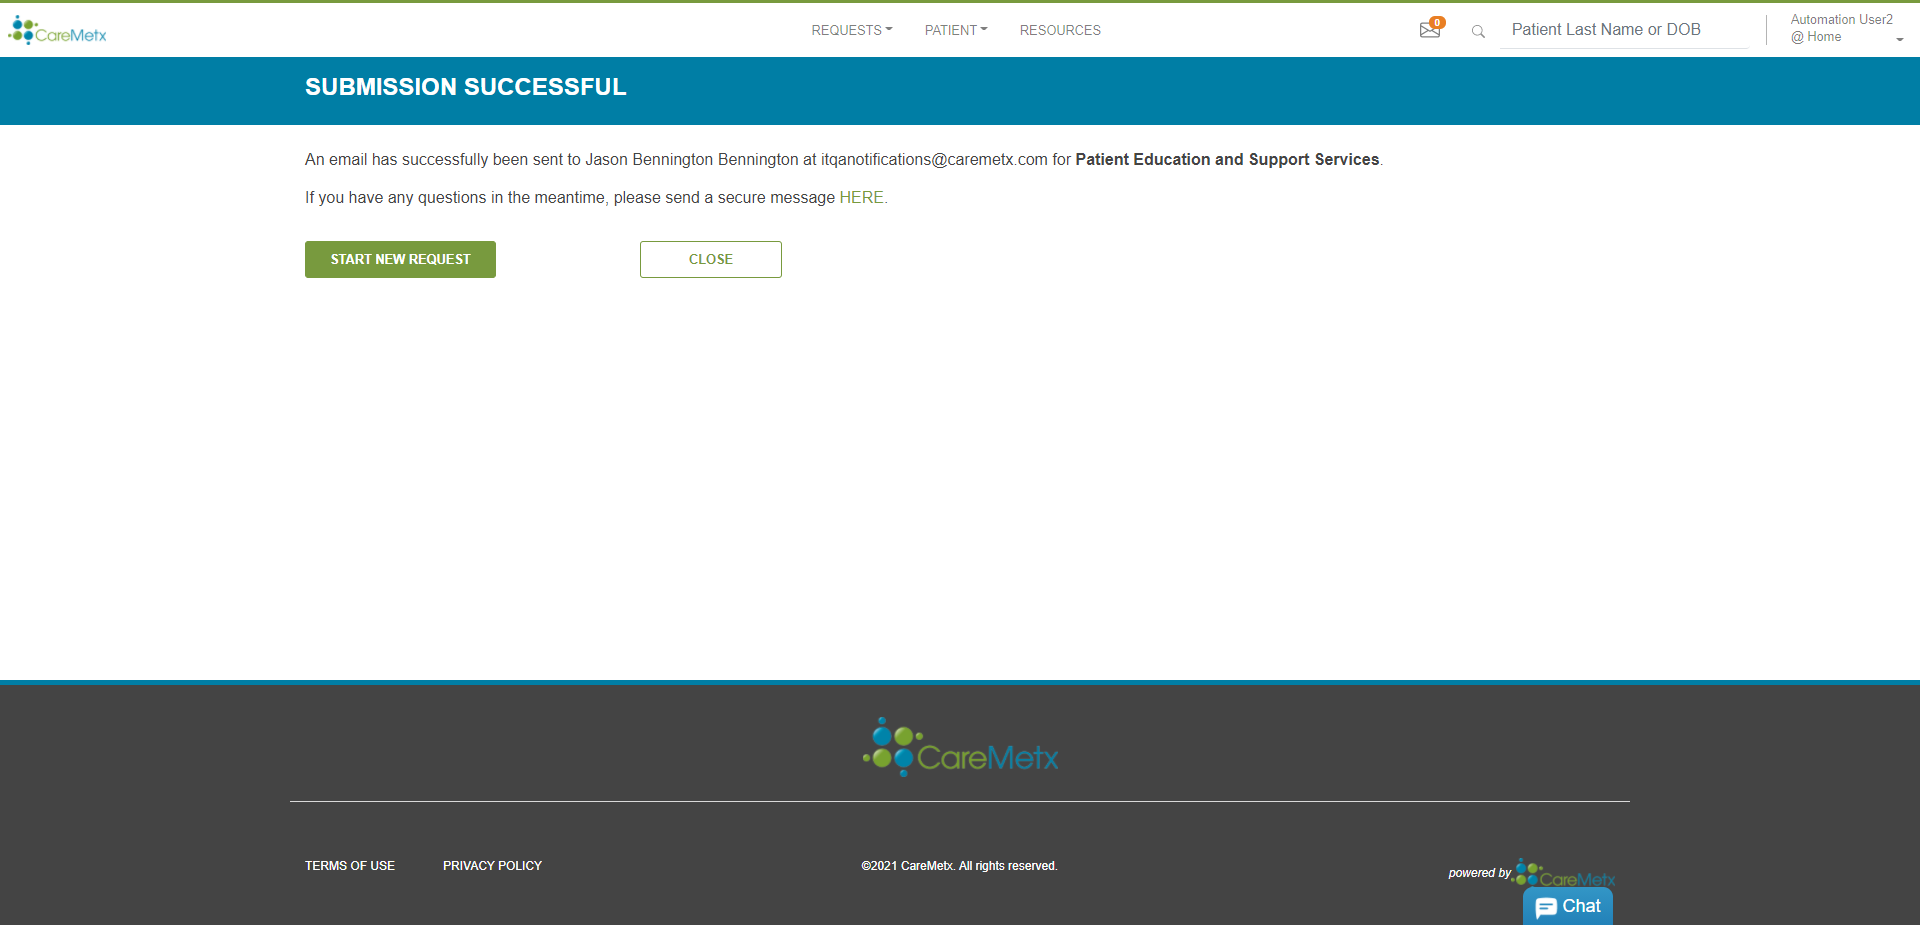 CareMetx
REQUESTS
PATIENT
RESOURCES
0
Patient Last Name or DOB
Automation User2
@ Home
SUBMISSION SUCCESSFUL
An email has successfully been sent to Jason Bennington Bennington at itqanotifications@caremetx.com for Patient Education and Support Services.
If you have any questions in the meantime, please send a secure message HERE.
START NEW REQUEST
CLOSE
CareMetx
TERMS OF USE
PRIVACY POLICY
©2021 CareMetx. All rights reserved.
powered by CareMetx
Chat